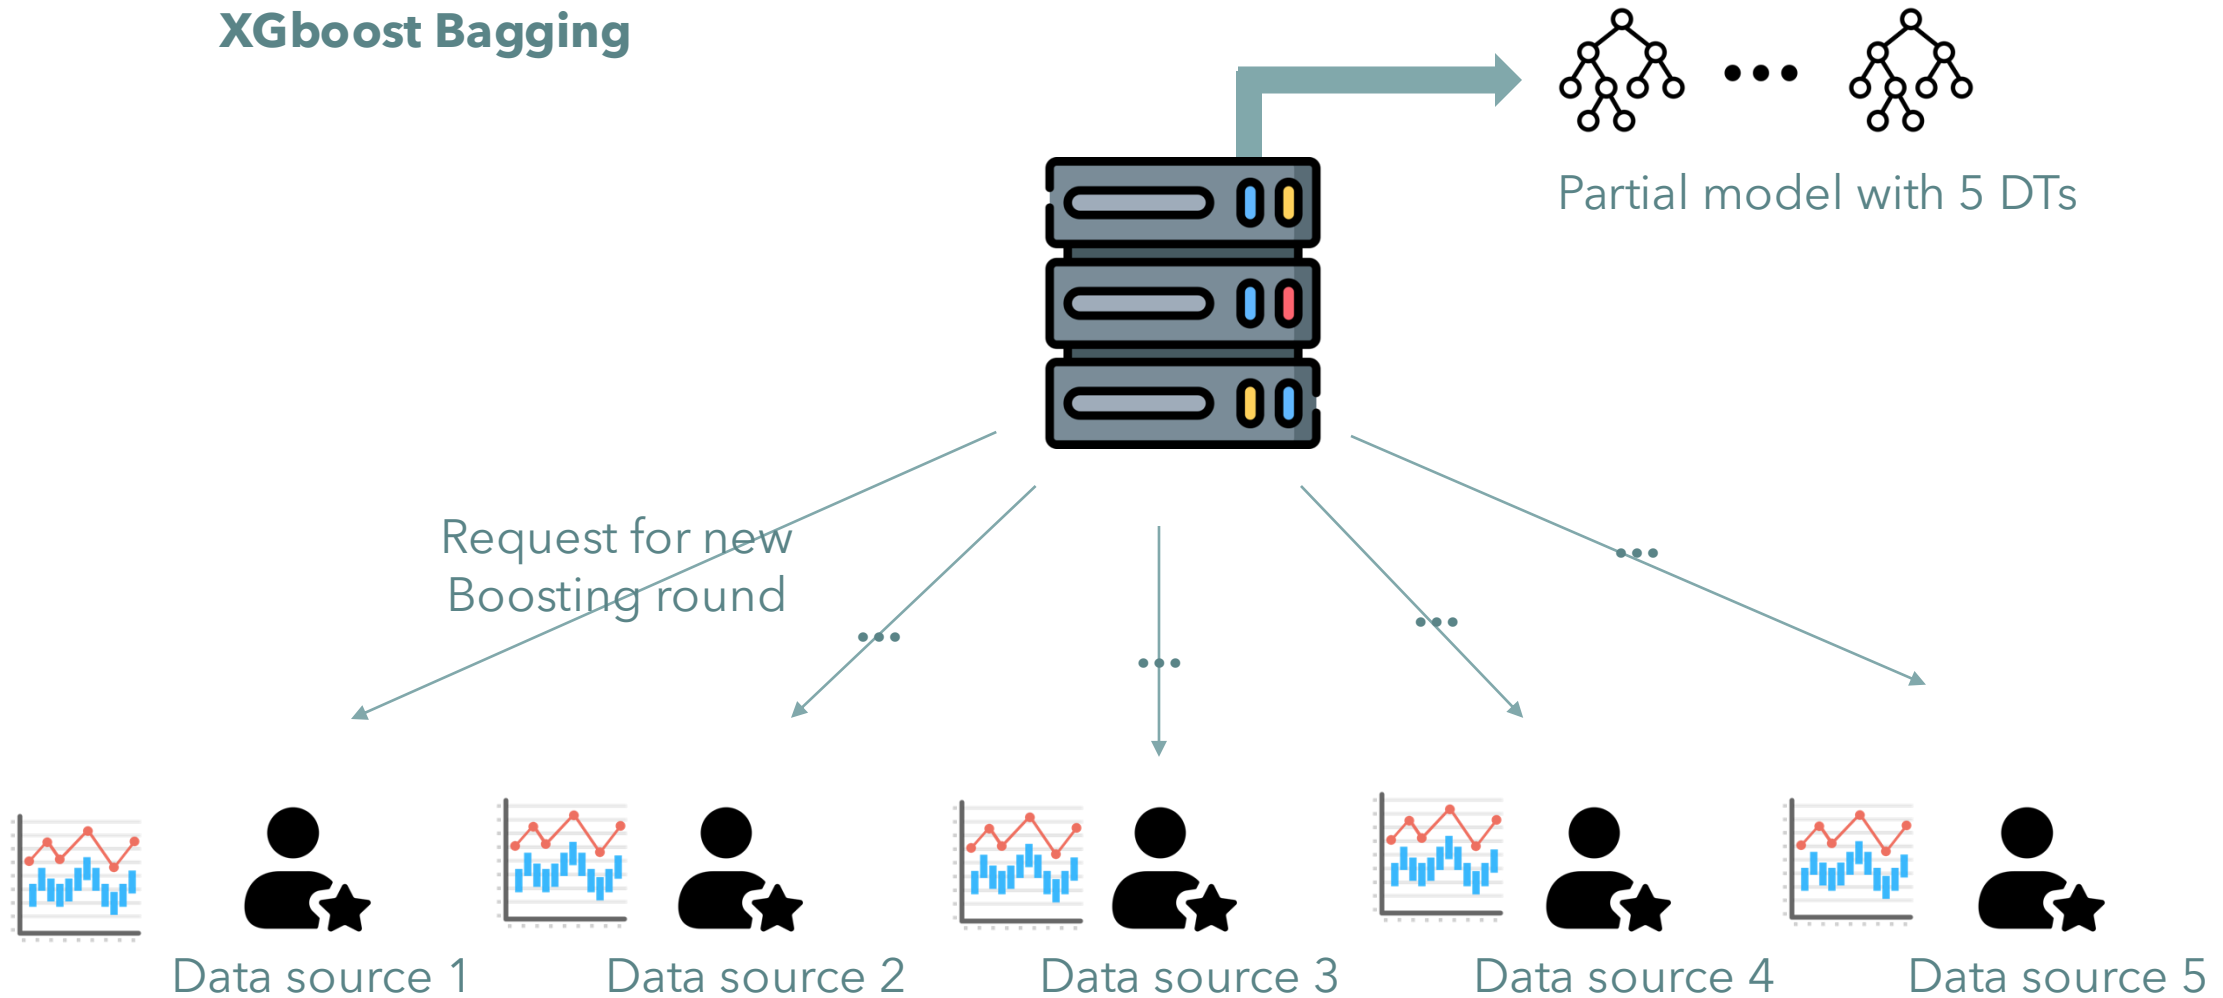 XGboost Bagging
Partial model with 5 DTs
Request for new
Boosting round
Data source 1
Data source 2
Data source 3
Data source 4
Data source 5